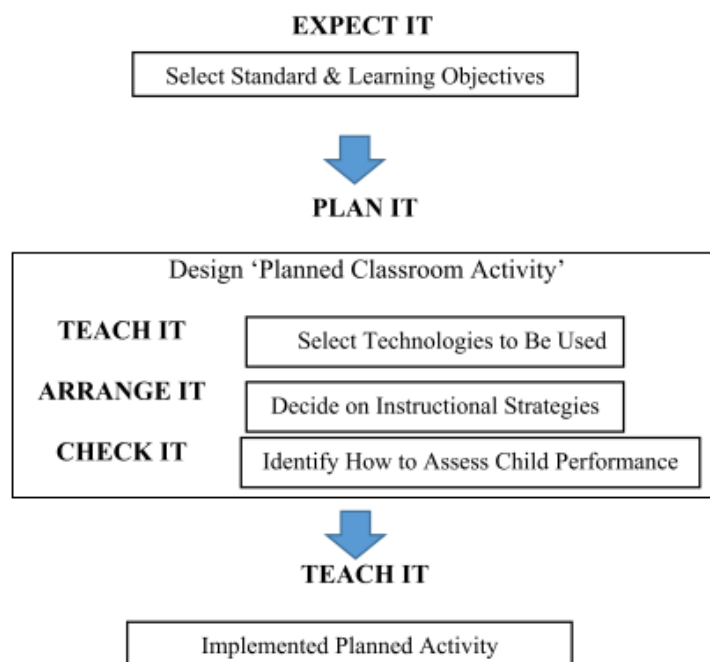 EXPECT IT
Select Standard & Learning Objectives
PLAN IT
Design ‘Planned Classroom Activity’
TEACH IT
Select Technologies to Be Used
ARRANGE IT
Decide on Instructional Strategies
CHECK IT
Identify How to Assess Child Performance
TEACH IT
Implemented Planned Activity